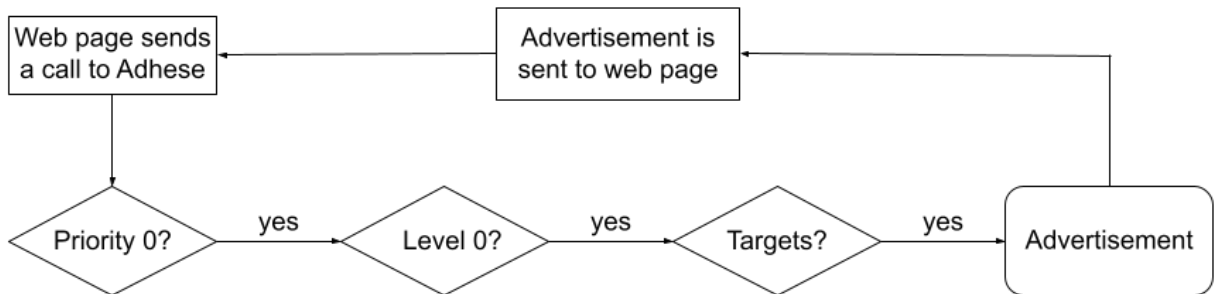 Web page sends
a call to Adhese
Advertisement is
sent to web page
Priority 0?
yes
Level 0?
yes
Targets?
yes
Advertisement